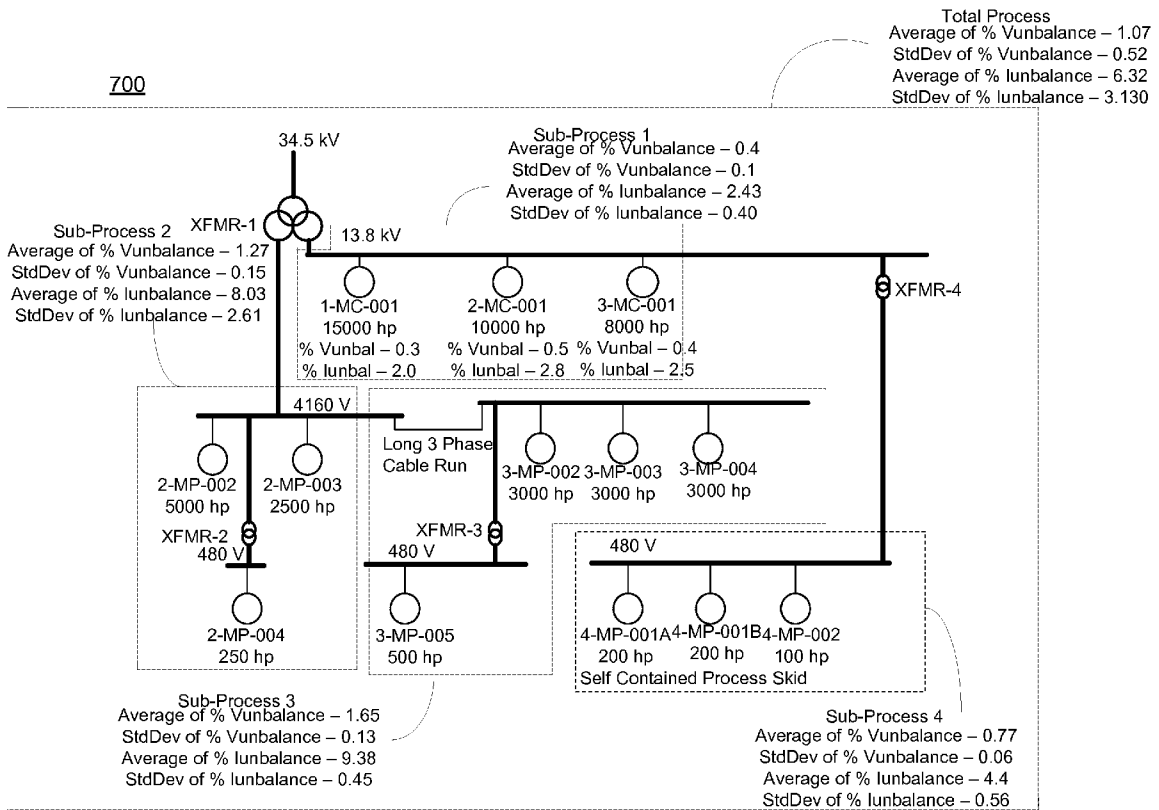 Total Process
Average of % Vunbalance – 1.07
StdDev of % Vunbalance – 0.52
Average of % Iunbalance – 6.32
StdDev of % Iunbalance – 3.130
700
34.5 kV
Sub-Process 1
Average of % Vunbalance – 0.4
StdDev of % Vunbalance – 0.1
Average of % Iunbalance – 2.43
StdDev of % Iunbalance – 0.40
XFMR-1
13.8 kV
Sub-Process 2
Average of % Vunbalance – 1.27
StdDev of % Vunbalance – 0.15
Average of % Iunbalance – 8.03
StdDev of % Iunbalance – 2.61
XFMR-4
1-MC-001
15000 hp
% Vunbal – 0.3
% Iunbal – 2.0
2-MC-001
10000 hp
% Vunbal – 0.5
% Iunbal – 2.8
3-MC-001
8000 hp
% Vunbal – 0.4
% Iunbal – 2.5
4160 V
Long 3 Phase
Cable Run
2-MP-002
5000 hp
2-MP-003
2500 hp
3-MP-002
3000 hp
3-MP-003
3000 hp
3-MP-004
3000 hp
XFMR-2
480 V
XFMR-3
480 V
480 V
2-MP-004
250 hp
3-MP-005
500 hp
4-MP-001A
200 hp
4-MP-001B
200 hp
4-MP-002
100 hp
Self Contained Process Skid
Sub-Process 3
Average of % Vunbalance – 1.65
StdDev of % Vunbalance – 0.13
Average of % Iunbalance – 9.38
StdDev of % Iunbalance – 0.45
Sub-Process 4
Average of % Vunbalance – 0.77
StdDev of % Vunbalance – 0.06
Average of % Iunbalance – 4.4
StdDev of % Iunbalance – 0.56